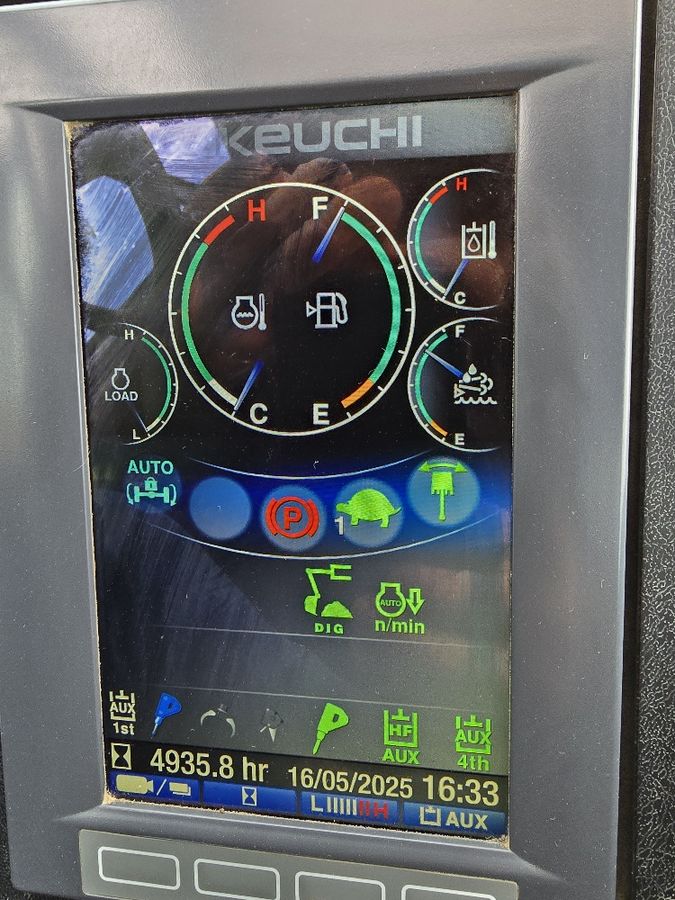 KEUCHI
H F
H
C
H
LOAD
L
C E
F
E
AUTO
P
1
DIG
AUTO
n/min
AUX
1st
HF
AUX
AUX
4th
4935.8 hr 16/05/2025 16:33
/
L H
AUX